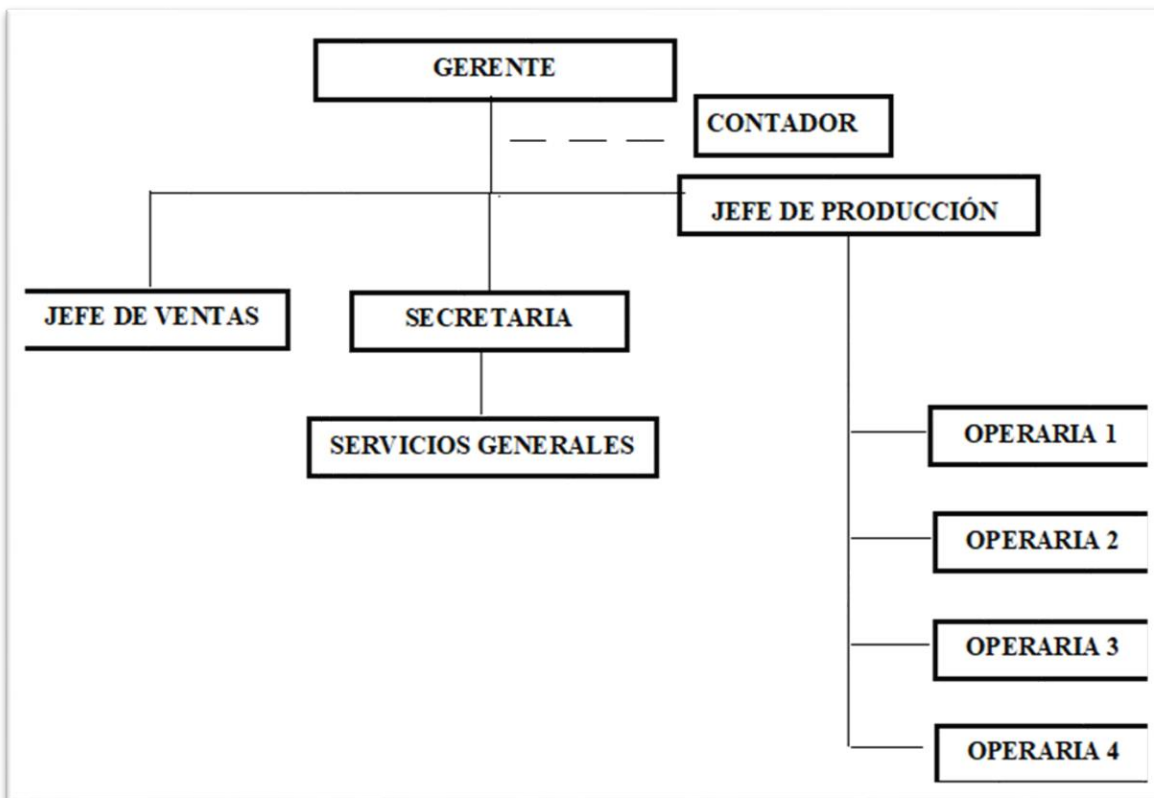 GERENTE
CONTADOR
JEFE DE PRODUCCIÓN
JEFE DE VENTAS
SECRETARIA
SERVICIOS GENERALES
OPERARIA 1
OPERARIA 2
OPERARIA 3
OPERARIA 4